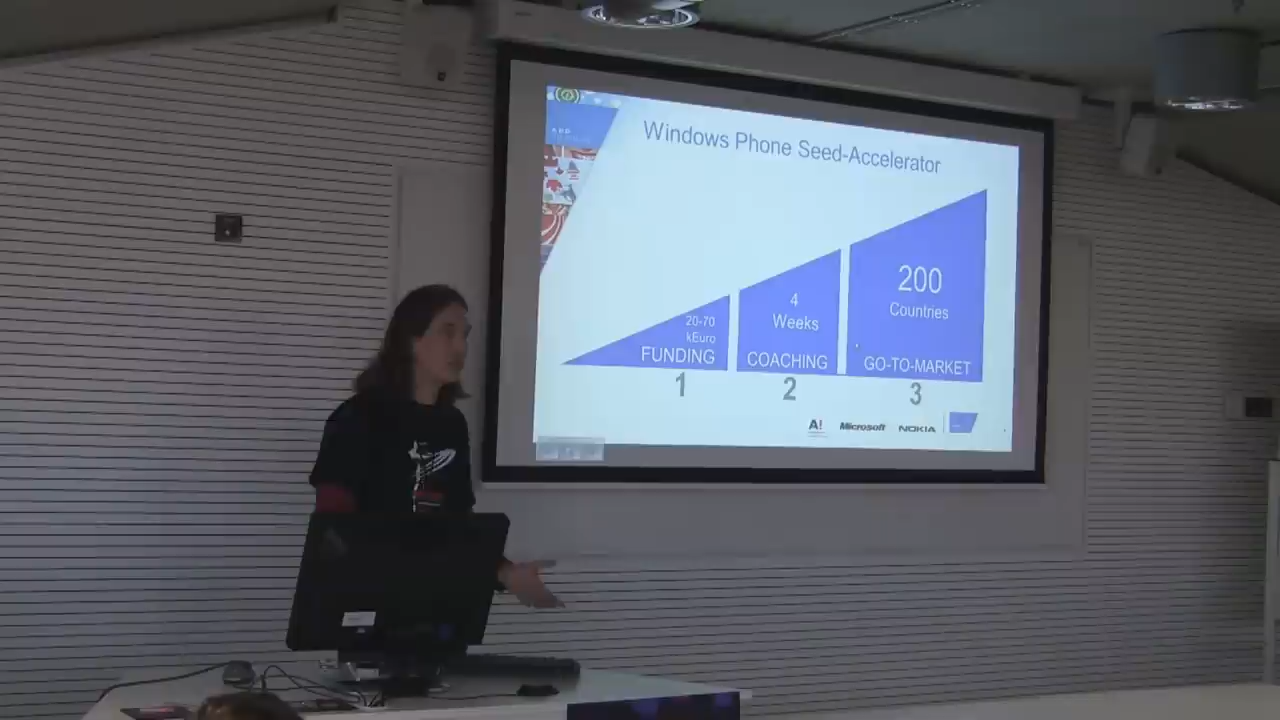 Windows Phone Seed-Accelerator
20-70
kEuro
FUNDING
1
4
Weeks
COACHING
2
200
Countries
GO-TO-MARKET
3
A!
Microsoft
NOKIA